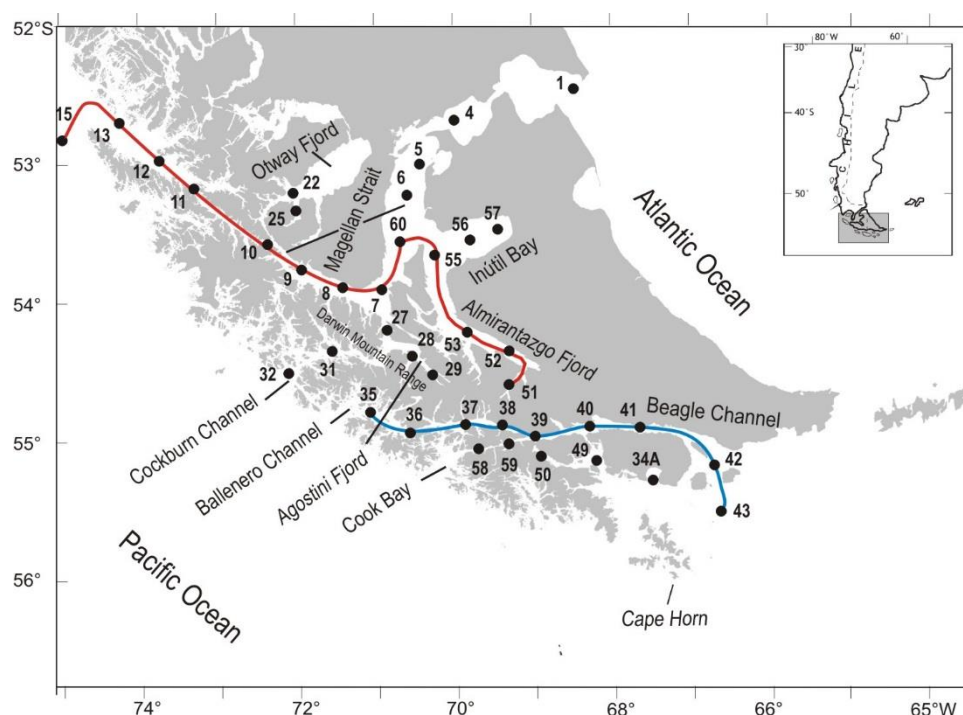 52°S
53°
54°
55°
56°
74°
72°
70°
68°
66°
65°W
80°W
60°
30°
40°S
50°
C H I L E
1
4
5
6
15
13
12
11
10
9
8
7
60
55
56
57
22
25
27
28
29
31
32
53
52
51
35
36
37
38
39
40
41
42
43
58
59
50
49
34A
Otway Fjord
Magellan Strait
Inútil Bay
Atlantic Ocean
Almirantazgo Fjord
Darwin Mountain Range
Beagle Channel
Cockburn Channel
Ballenero Channel
Agostini Fjord
Cook Bay
Pacific Ocean
Cape Horn